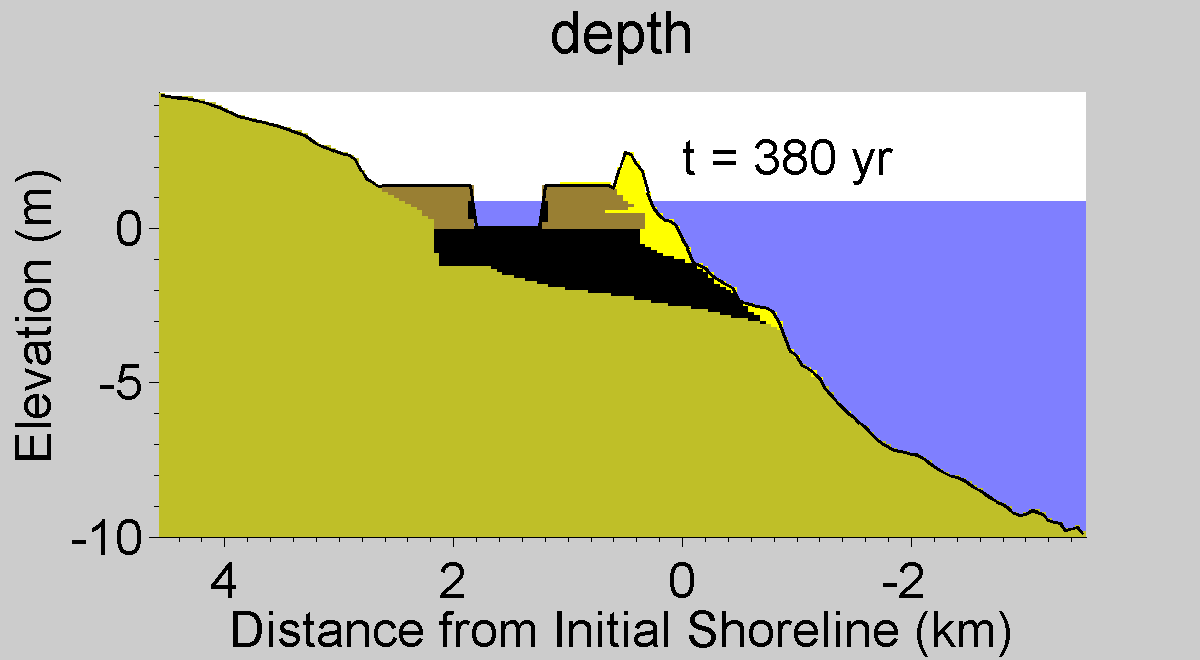 depth
t = 380 yr
Elevation (m)
0
-5
-10
4 2 0 -2
Distance from Initial Shoreline (km)